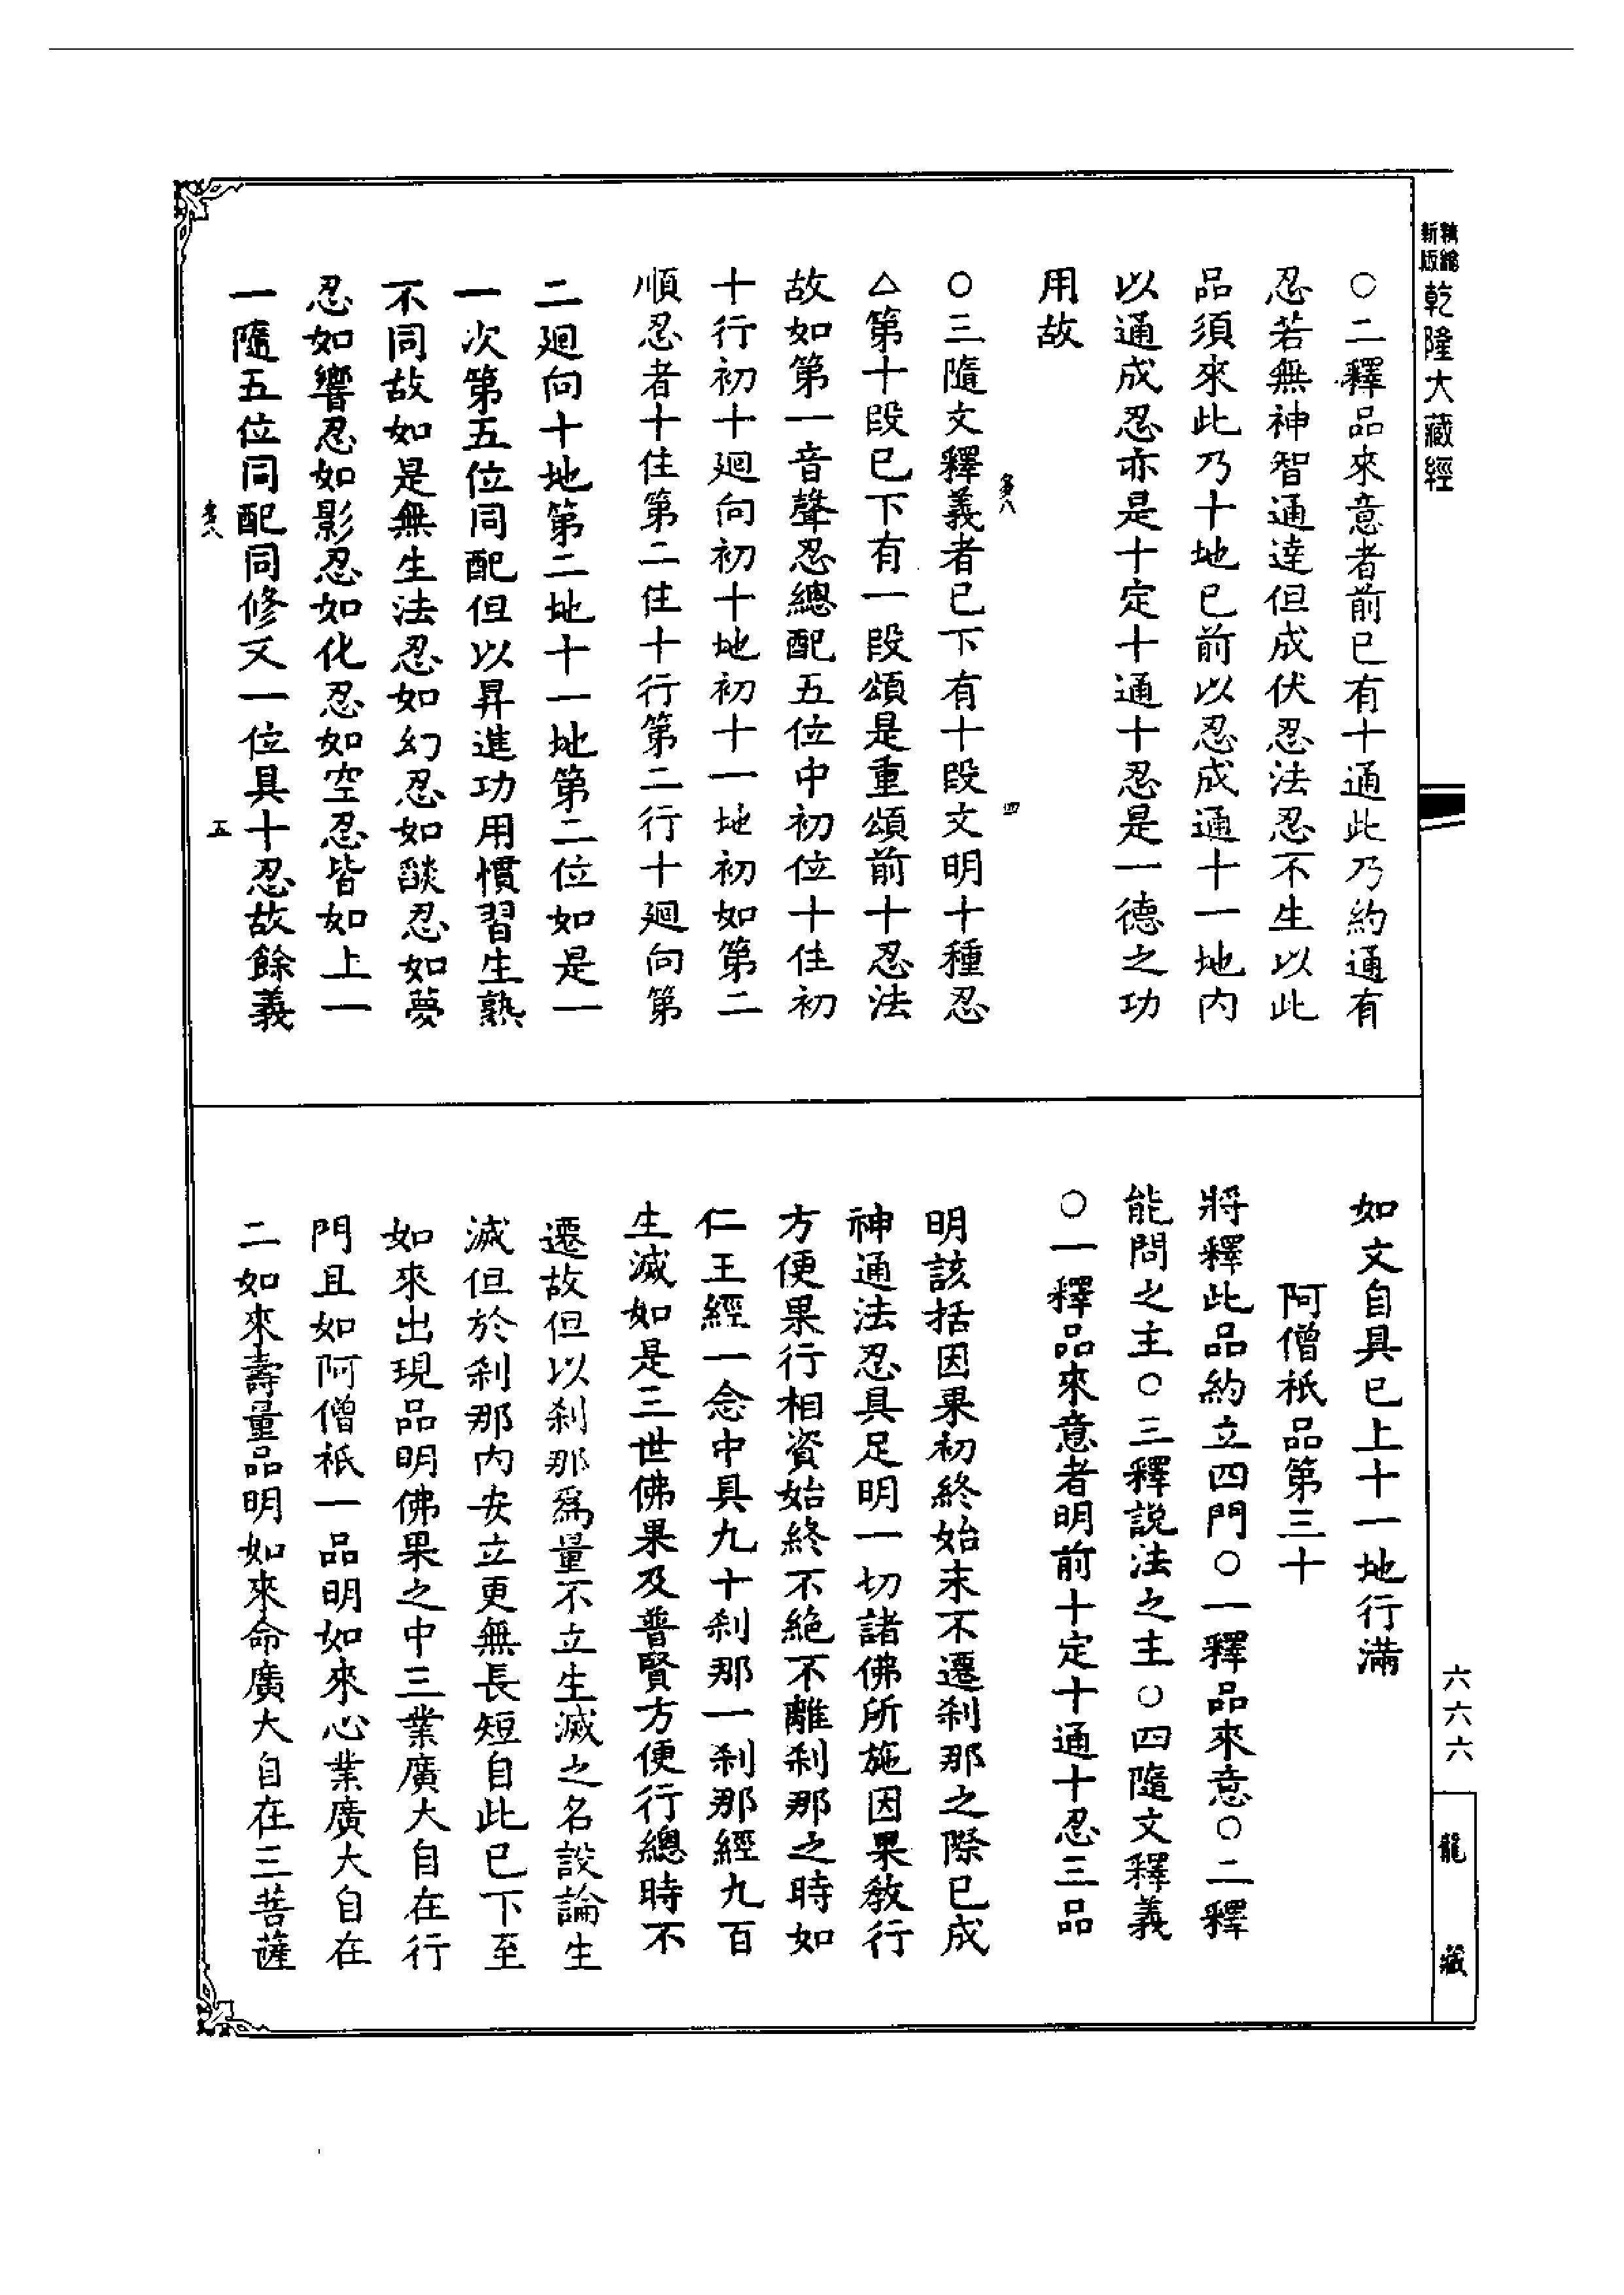 精縮新版乾隆大藏經
○二釋品來意者前已有十通此乃約通有
忍若無神智通達但成伏忍法忍不生以此
品須來此乃十地已前以忍成通十一地內
以通成忍亦是十定十通十忍是一德之功
用故
○三隨文釋義者已下有十段文明十種忍
△第十段已下有一段頌是重頌前十忍法
故如第一音聲忍總配五位中初位十住初
十行初十廻向初十地初十一地初如第二
順忍者十住第二住十行第二行十廻向第
二廻向十地第二地十一地第二位如是一
一次第五位同配但以昇進功用慣習生熟
不同故如是無生法忍如幻忍如燄忍如夢
忍如響忍如影忍如化忍如空忍皆如上一
一隨五位同配同修又一位具十忍故餘義
四
五
如文自具已上十一地行滿
阿僧祇品第三十
將釋此品約立四門○一釋品來意○二釋
能問之主○三釋說法之主○四隨文釋義
○一釋品來意者明前十定十通十忍三品
明該括因果初終始末不遷剎那之際已成
神通法忍具足明一切諸佛所施因果教行
方便果行相資始終不絕不離剎那之時如
仁王經一念中具九十剎那一剎那經九百
生滅如是三世佛果及普賢方便行總時不
遷故但以剎那爲量不立生滅之名設論生
滅但於剎那內安立更無長短自此已下至
如來出現品明佛果之中三業廣大自在行
門且如阿僧祇一品明如來心業廣大自在
二如來壽量品明如來命廣大自在三菩薩
六六六
龍藏